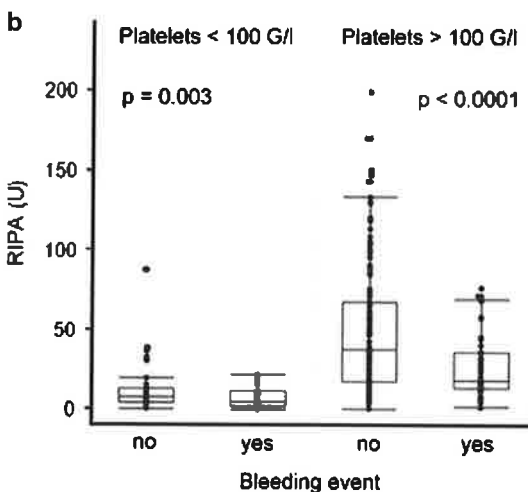 b
Platelets < 100 G/l Platelets > 100 G/l
p = 0.003 p < 0.0001
200
150
100
50
0
RIPA (U)
no yes no yes
Bleeding event